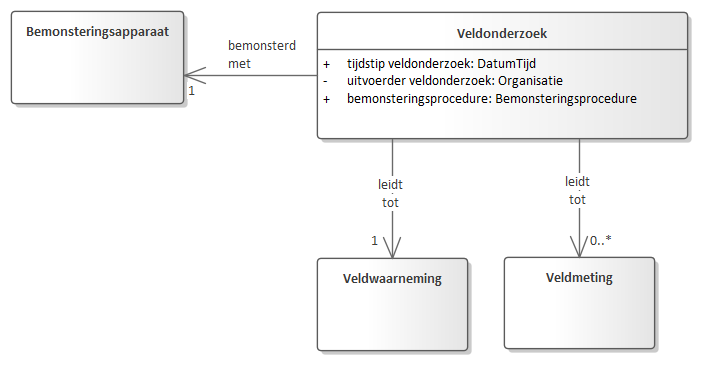 Bemonsteringsapparaat
bemonsterd
met
1
Veldonderzoek
+ tijdstip veldonderzoek: DatumTijd
- uitvoerder veldonderzoek: Organisatie
+ bemonsteringsprocedure: Bemonsteringsprocedure
leidt
tot
1
leidt
tot
0..*
Veldwaarneming
Veldmeting